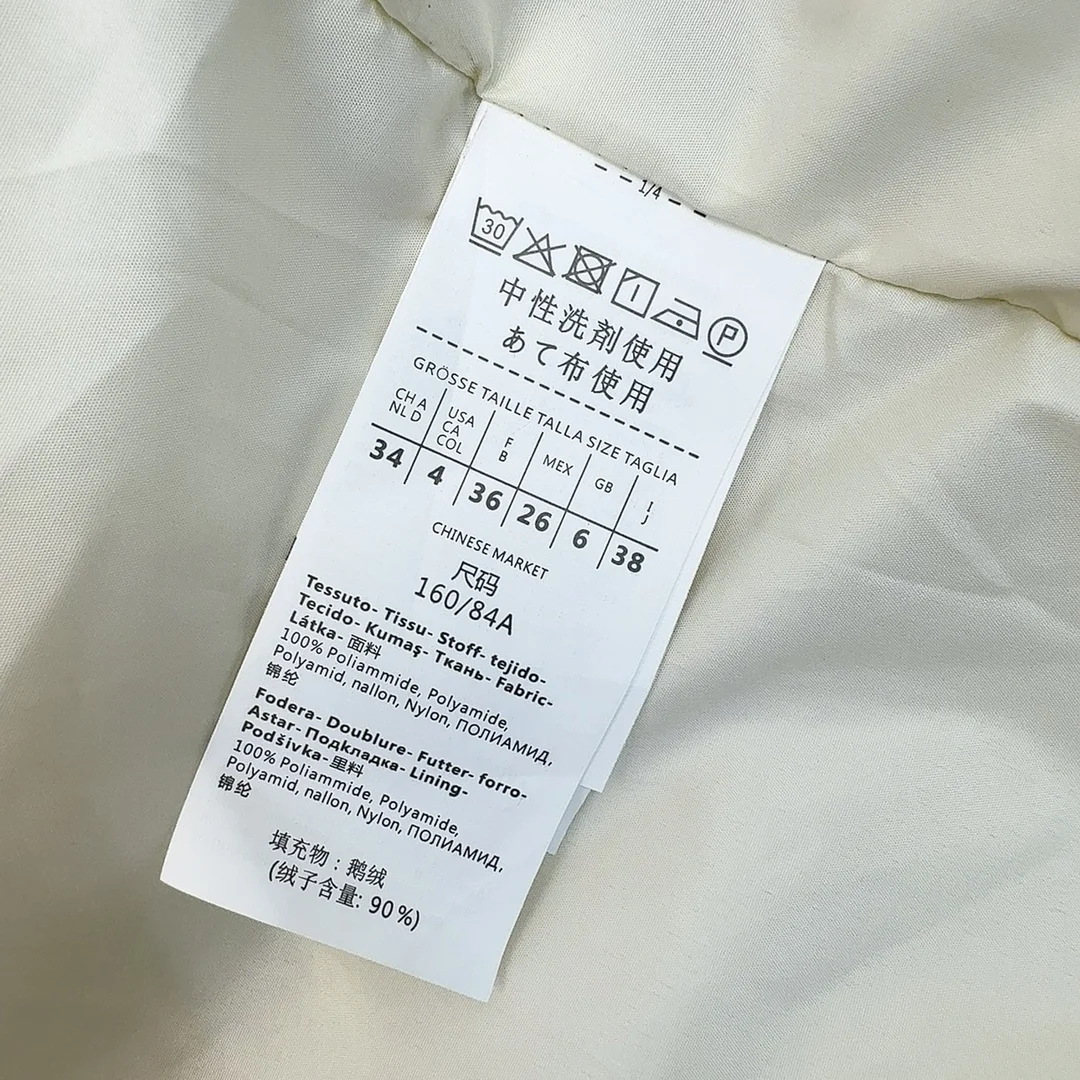 1/4
30
P
中性洗剤使用
あて布使用
GRÖSSE TAILLE TALLA SIZE TAGLIA
CH A NL D
USA CA COL
F B
MEX
GB
I J
34 4 36 26 6 38
CHINESE MARKET
尺码
160/84A
Tessuto- Tissu- Stoff- tejido-
Tecido- Kumaş- Ткань- Fabric-
Látka- 面料
100% Poliammide, Polyamide,
Polyamid, nallon, Nylon, ПОЛИАМИД,
锦纶
Fodera- Doublure- Futter- forro-
Astar- Подкладка- Lining-
Podšivka- 里料
100% Poliammide, Polyamide,
Polyamid, nallon, Nylon, ПОЛИАМИД,
锦纶
填充物：鹅绒
(绒子含量: 90%)